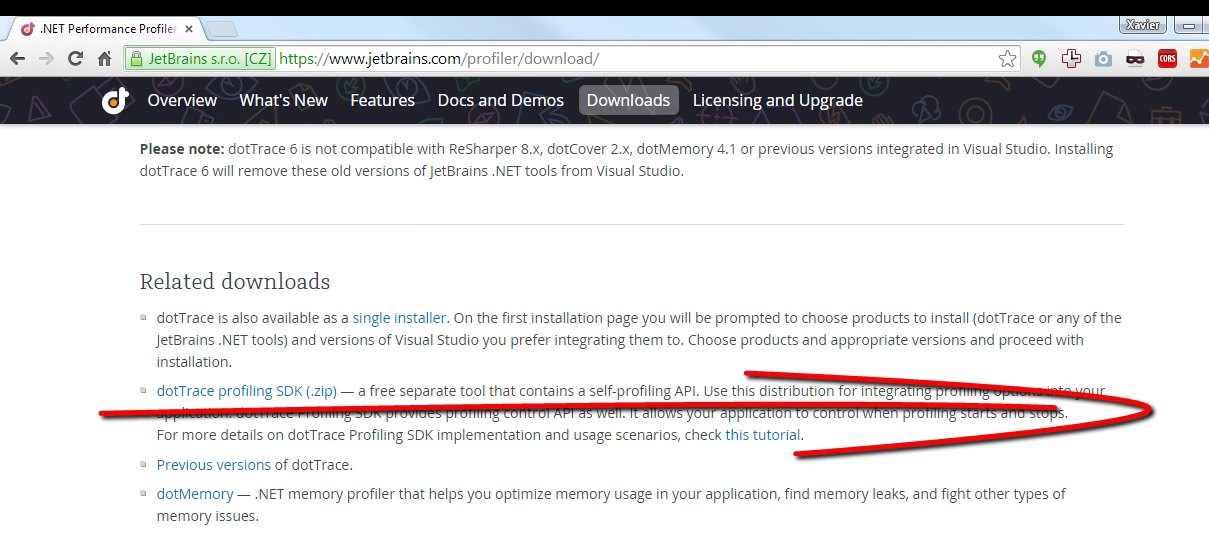 .NET Performance Profiler
Xavier
JetBrains s.r.o. [CZ] https://www.jetbrains.com/profiler/download/
CORS
Overview What's New Features Docs and Demos Downloads Licensing and Upgrade
Please note: dotTrace 6 is not compatible with ReSharper 8.x, dotCover 2.x, dotMemory 4.1 or previous versions integrated in Visual Studio. Installing
dotTrace 6 will remove these old versions of JetBrains .NET tools from Visual Studio.
Related downloads
dotTrace is also available as a single installer. On the first installation page you will be prompted to choose products to install (dotTrace or any of the
JetBrains .NET tools) and versions of Visual Studio you prefer integrating them to. Choose products and appropriate versions and proceed with
installation.
dotTrace profiling SDK (.zip) — a free separate tool that contains a self-profiling API. Use this distribution for integrating profiling options into your
application. dotTrace Profiling SDK provides profiling control API as well. It allows your application to control when profiling starts and stops.
For more details on dotTrace Profiling SDK implementation and usage scenarios, check this tutorial.
Previous versions of dotTrace.
dotMemory — .NET memory profiler that helps you optimize memory usage in your application, find memory leaks, and fight other types of
memory issues.